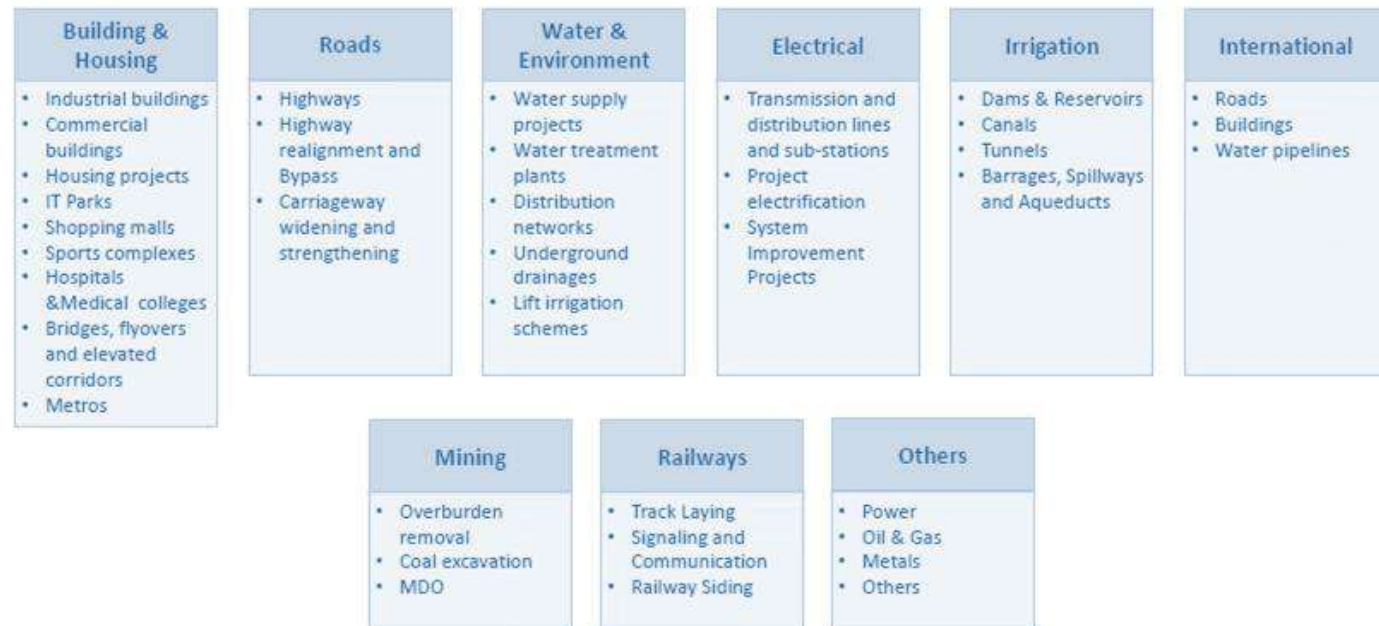 Building &
Housing
• Industrial buildings
• Commercial
buildings
• Housing projects
• IT Parks
• Shopping malls
• Sports complexes
• Hospitals
&Medical colleges
• Bridges, flyovers
and elevated
corridors
• Metros
Roads
• Highways
• Highway
realignment and
Bypass
• Carriageway
widening and
strengthening
Water &
Environment
• Water supply
projects
• Water treatment
plants
• Distribution
networks
• Underground
drainages
• Lift irrigation
schemes
Electrical
• Transmission and
distribution lines
and sub-stations
• Project
electrification
• System
Improvement
Projects
Irrigation
• Dams & Reservoirs
• Canals
• Tunnels
• Barrages, Spillways
and Aqueducts
International
• Roads
• Buildings
• Water pipelines
Mining
• Overburden
removal
• Coal excavation
• MDO
Railways
• Track Laying
• Signaling and
Communication
• Railway Siding
Others
• Power
• Oil & Gas
• Metals
• Others